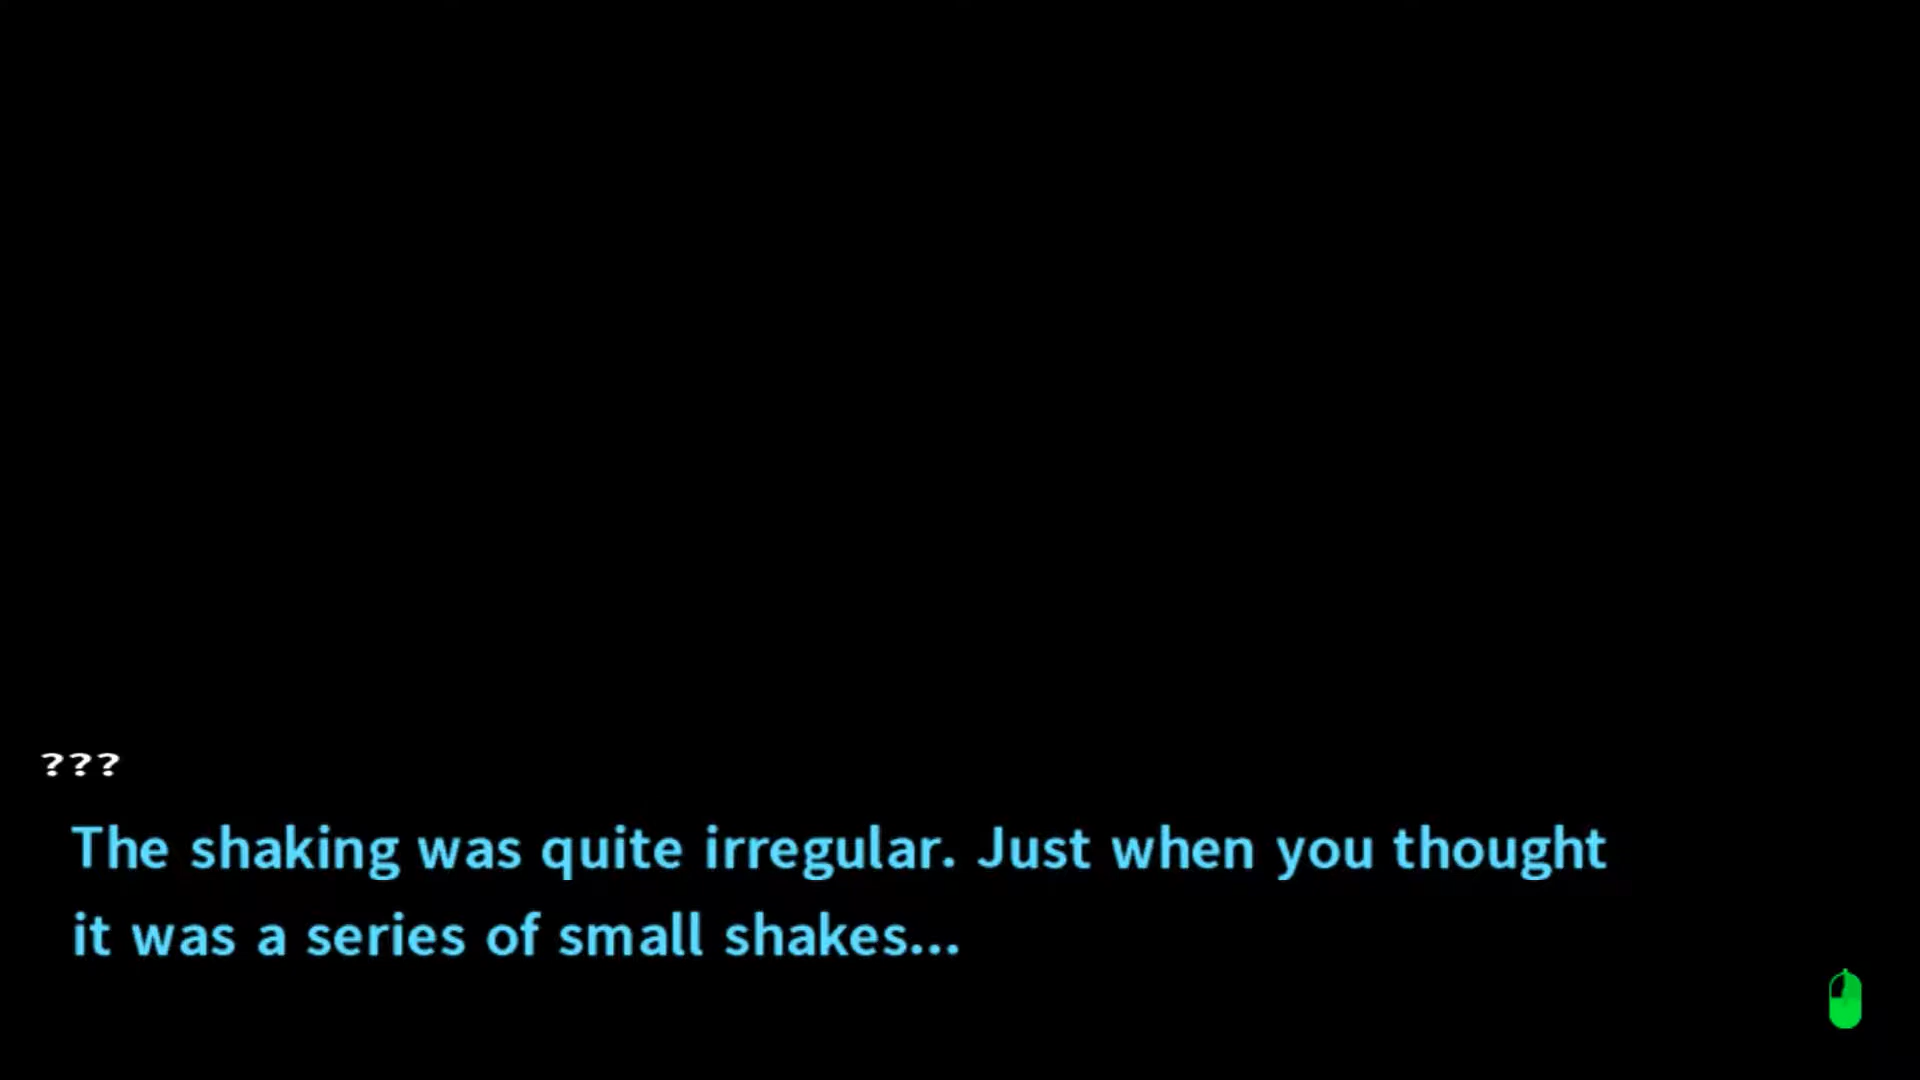 ???
The shaking was quite irregular. Just when you thought
it was a series of small shakes...